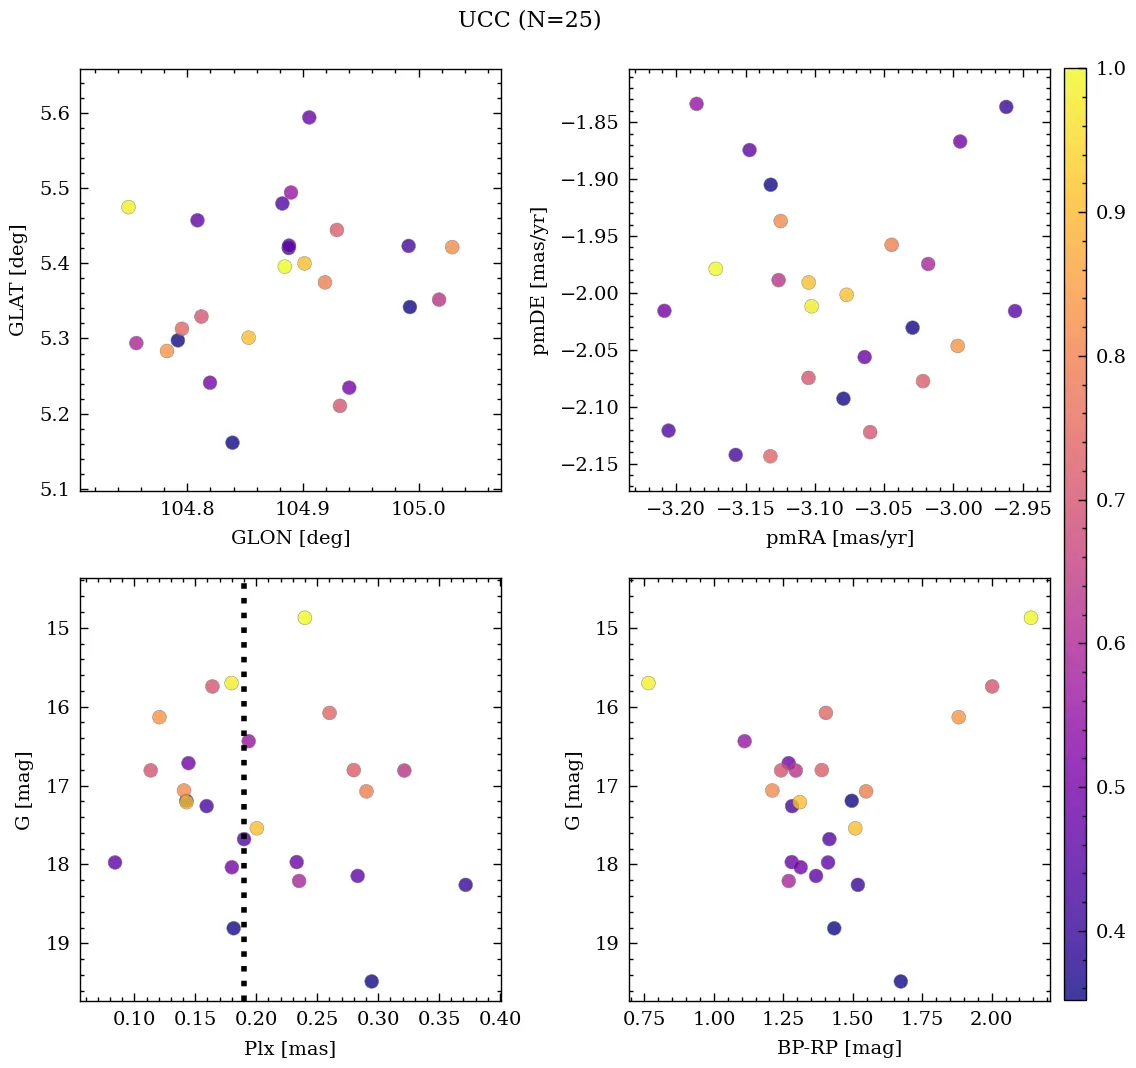 UCC (N=25)
5.6
5.5
5.4
5.3
5.2
5.1
GLAT [deg]
104.8 104.9 105.0
GLON [deg]
−1.85
−1.90
−1.95
−2.00
−2.05
−2.10
−2.15
pmDE [mas/yr]
−3.20 −3.15 −3.10 −3.05 −3.00 −2.95
pmRA [mas/yr]
1.0
0.9
0.8
0.7
0.6
0.5
0.4
15
16
17
18
19
G [mag]
0.10 0.15 0.20 0.25 0.30 0.35 0.40
Plx [mas]
15
16
17
18
19
G [mag]
0.75 1.00 1.25 1.50 1.75 2.00
BP-RP [mag]